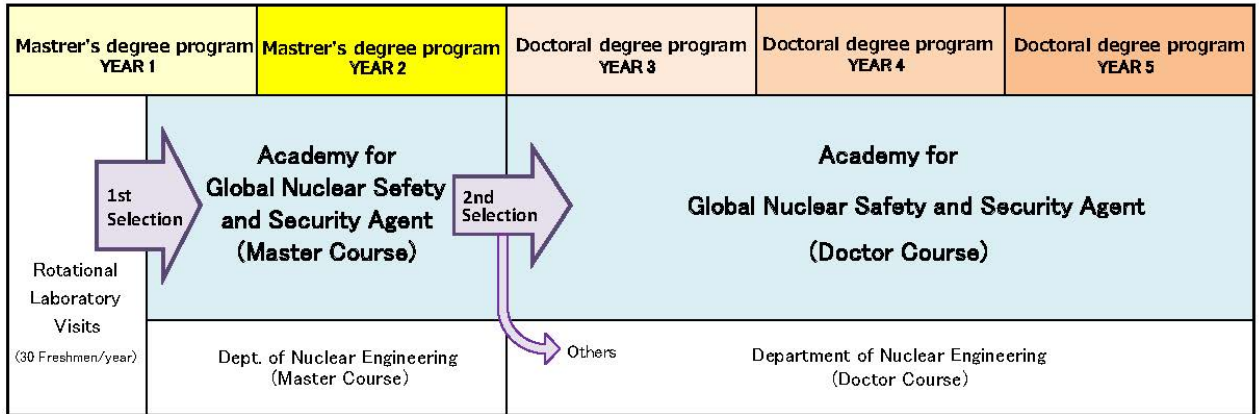 Mastrer's degree program
YEAR 1
Mastrer's degree program
YEAR 2
Doctoral degree program
YEAR 3
Doctoral degree program
YEAR 4
Doctoral degree program
YEAR 5
1st
Selection
Rotational
Laboratory
Visits
(30 Freshmen/year)
Academy for
Global Nuclear Safety
and Security Agent
(Master Course)
2nd
Selection
Academy for
Global Nuclear Safety and Security Agent
(Doctor Course)
Dept. of Nuclear Engineering
(Master Course)
Others
Department of Nuclear Engineering
(Doctor Course)